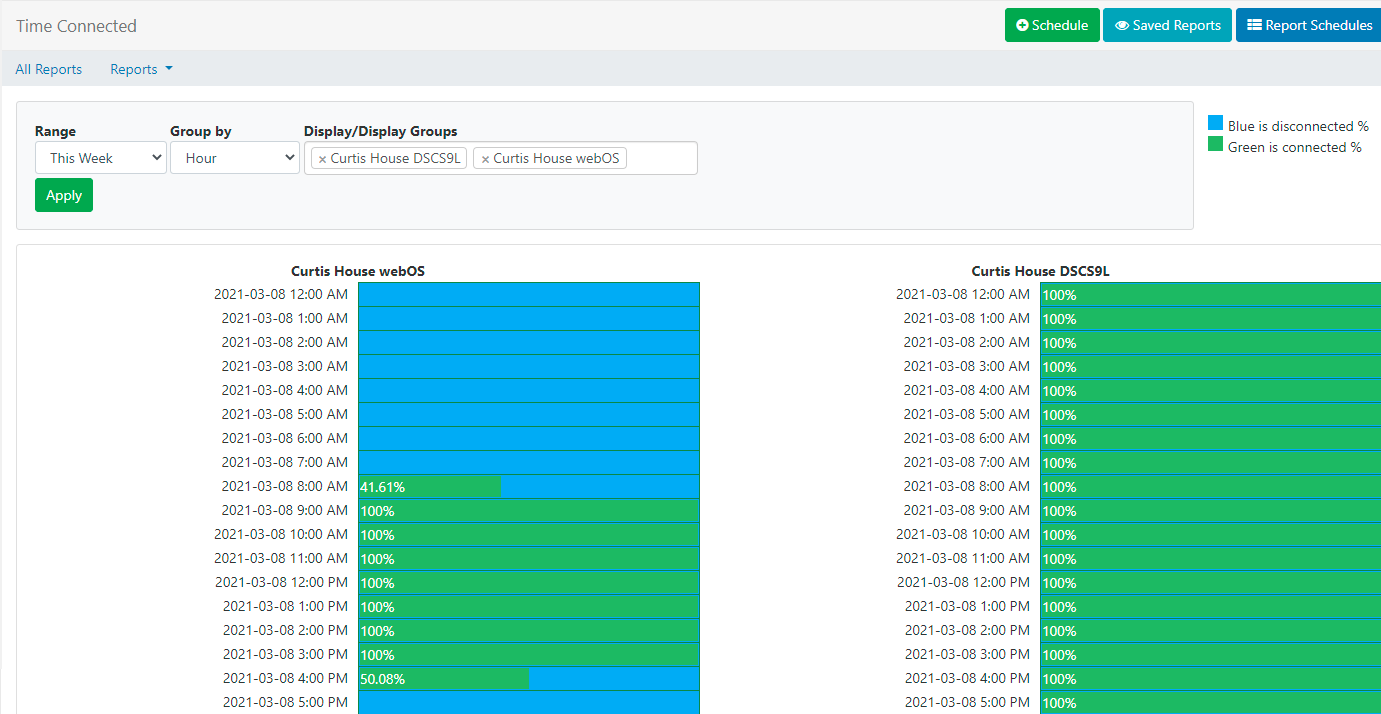 Time Connected
Schedule
Saved Reports
Report Schedules
All Reports
Reports
Range
Group by
Display/Display Groups
This Week
Hour
× Curtis House DSCS9L
× Curtis House webOS
Apply
Blue is disconnected %
Green is connected %
Curtis House webOS
2021-03-08 12:00 AM
2021-03-08 1:00 AM
2021-03-08 2:00 AM
2021-03-08 3:00 AM
2021-03-08 4:00 AM
2021-03-08 5:00 AM
2021-03-08 6:00 AM
2021-03-08 7:00 AM
2021-03-08 8:00 AM 41.61%
2021-03-08 9:00 AM 100%
2021-03-08 10:00 AM 100%
2021-03-08 11:00 AM 100%
2021-03-08 12:00 PM 100%
2021-03-08 1:00 PM 100%
2021-03-08 2:00 PM 100%
2021-03-08 3:00 PM 100%
2021-03-08 4:00 PM 50.08%
2021-03-08 5:00 PM
Curtis House DSCS9L
2021-03-08 12:00 AM 100%
2021-03-08 1:00 AM 100%
2021-03-08 2:00 AM 100%
2021-03-08 3:00 AM 100%
2021-03-08 4:00 AM 100%
2021-03-08 5:00 AM 100%
2021-03-08 6:00 AM 100%
2021-03-08 7:00 AM 100%
2021-03-08 8:00 AM 100%
2021-03-08 9:00 AM 100%
2021-03-08 10:00 AM 100%
2021-03-08 11:00 AM 100%
2021-03-08 12:00 PM 100%
2021-03-08 1:00 PM 100%
2021-03-08 2:00 PM 100%
2021-03-08 3:00 PM 100%
2021-03-08 4:00 PM 100%
2021-03-08 5:00 PM 100%